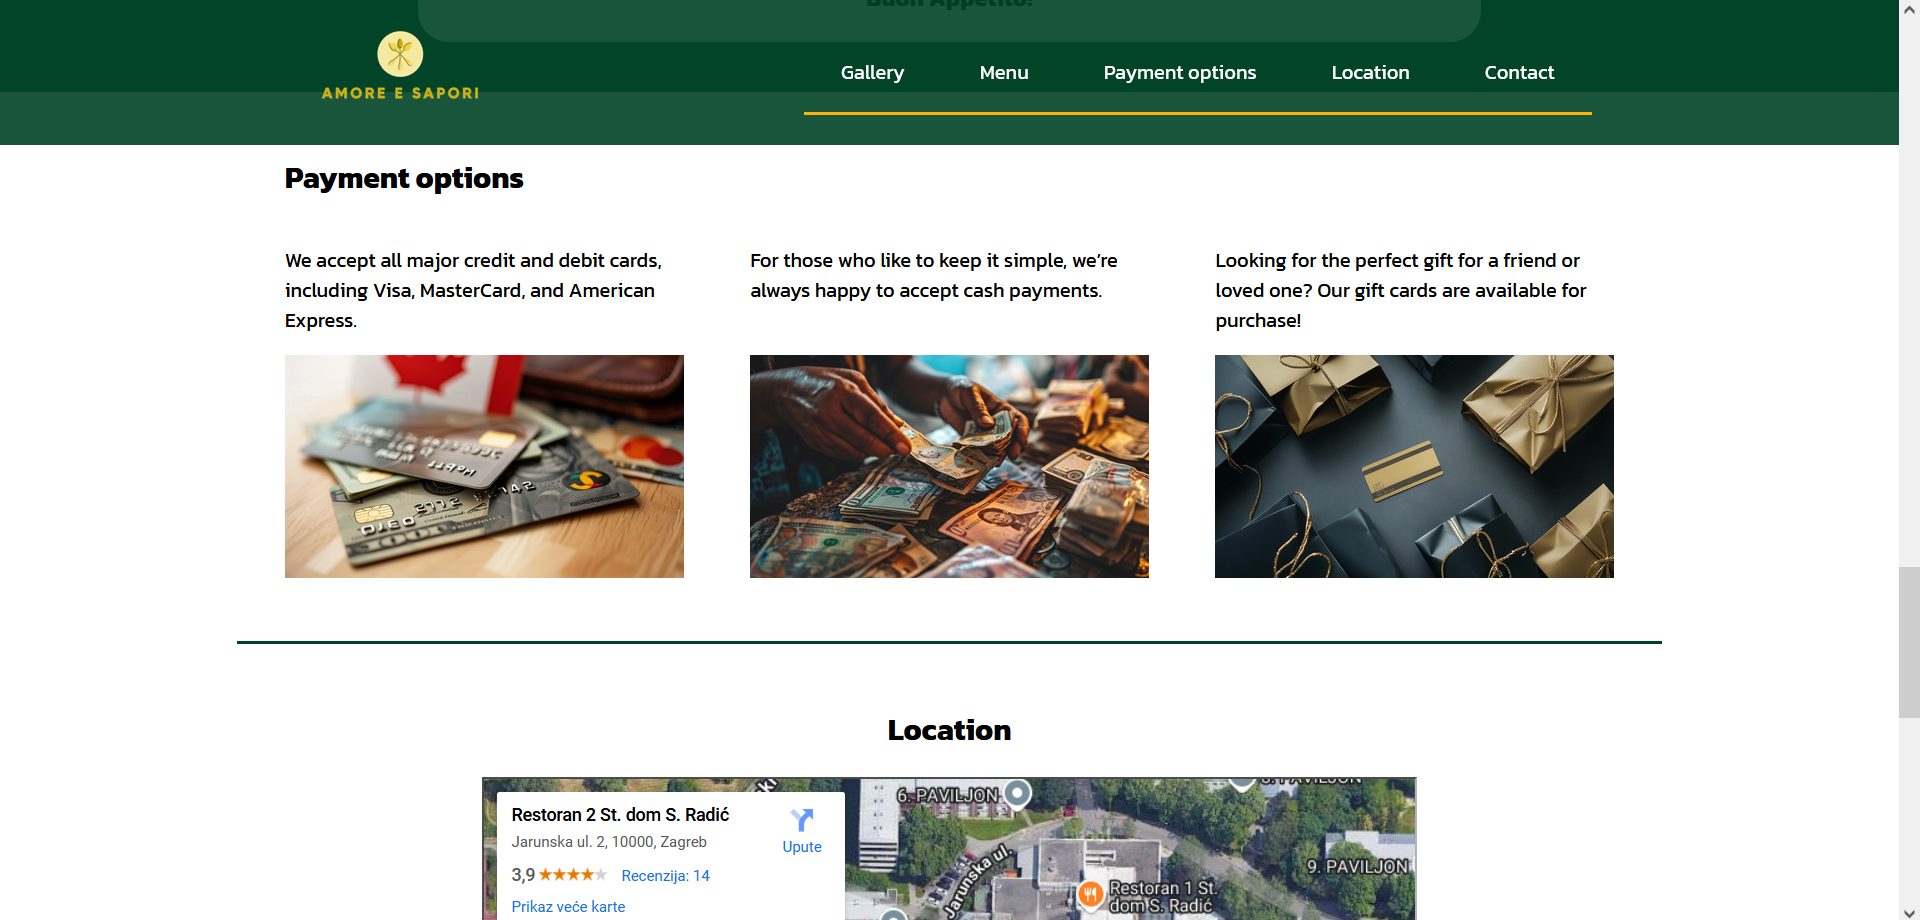 Buon Appetito!
AMORE E SAPORI
Gallery
Menu
Payment options
Location
Contact
Payment options
We accept all major credit and debit cards,
including Visa, MasterCard, and American
Express.
For those who like to keep it simple, we’re
always happy to accept cash payments.
Looking for the perfect gift for a friend or
loved one? Our gift cards are available for
purchase!
Location
Restoran 2 St. dom S. Radić
Jarunska ul. 2, 10000, Zagreb
Upute
3,9
Recenzija: 14
Prikaz veće karte
6. PAVILJON
8. PAVILJON
9. PAVILJON
Jarunska ul.
Restoran 1 St.
dom S. Radić